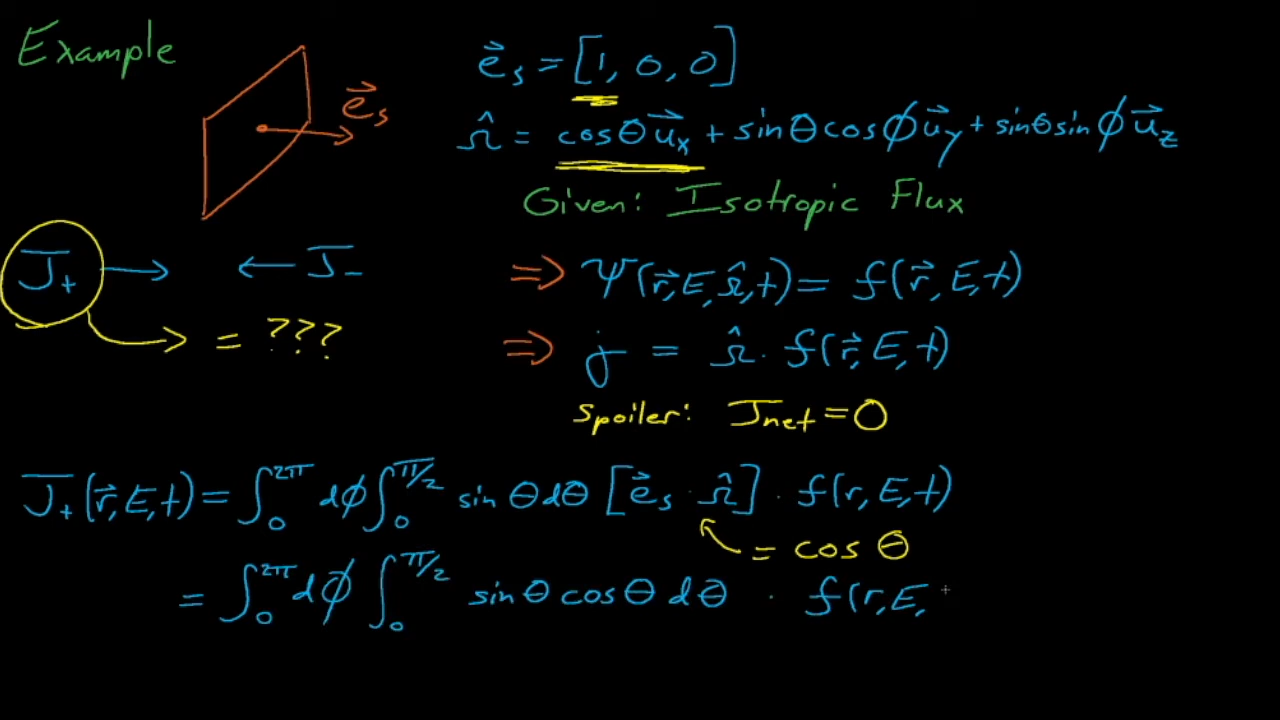 Example
e⃗s
e⃗s = [1, 0, 0]
Ω̂ = cosθ u⃗x + sinθcosϕ u⃗y + sinθsinϕ u⃗z
Given: Isotropic Flux
J+ → ← J−
⇒ Ψ(r⃗, E, Ω̂, t) = f(r⃗, E, t)
= ???
⇒ j = Ω̂ · f(r⃗, E, t)
Spoiler: Jnet = 0
J+(r⃗, E, t) = ∫₀^2π dϕ ∫₀^π/2 sinθdθ [e⃗s · Ω̂] · f(r, E, t)
= cosθ
= ∫₀^2π dϕ ∫₀^π/2 sinθ cosθ dθ · f(r, E,